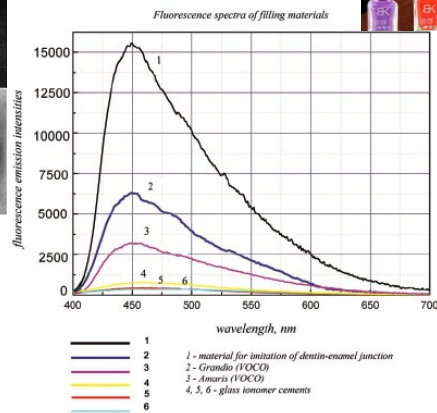 Fluorescence spectra of filling materials
BK
BK
fluorescence emission intensities
15000
12500
10000
7500
5000
2500
0
1
2
3
4 5 6
400 450 500 550 600 650 700
wavelength, nm
1
2
3
4
5
6
1 - material for imitation of dentin-enamel junction
2 - Grandio (VOCO)
3 - Amaris (VOCO)
4, 5, 6 - glass ionomer cements